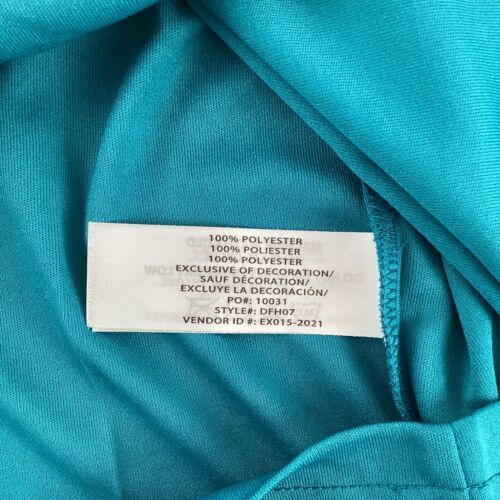 100% POLYESTER
100% POLIESTER
100% POLYESTER
EXCLUSIVE OF DECORATION/
SAUF DÉCORATION/
EXCLUYE LA DECORACIÓN/
PO#: 10031
STYLE#: DFH07
VENDOR ID #: EX015-2021